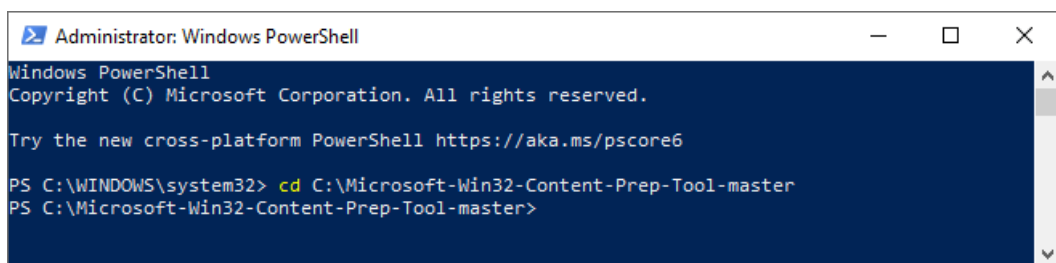 Administrator: Windows PowerShell
Windows PowerShell
Copyright (C) Microsoft Corporation. All rights reserved.
Try the new cross-platform PowerShell https://aka.ms/pscore6
PS C:\WINDOWS\system32> cd C:\Microsoft-Win32-Content-Prep-Tool-master
PS C:\Microsoft-Win32-Content-Prep-Tool-master>